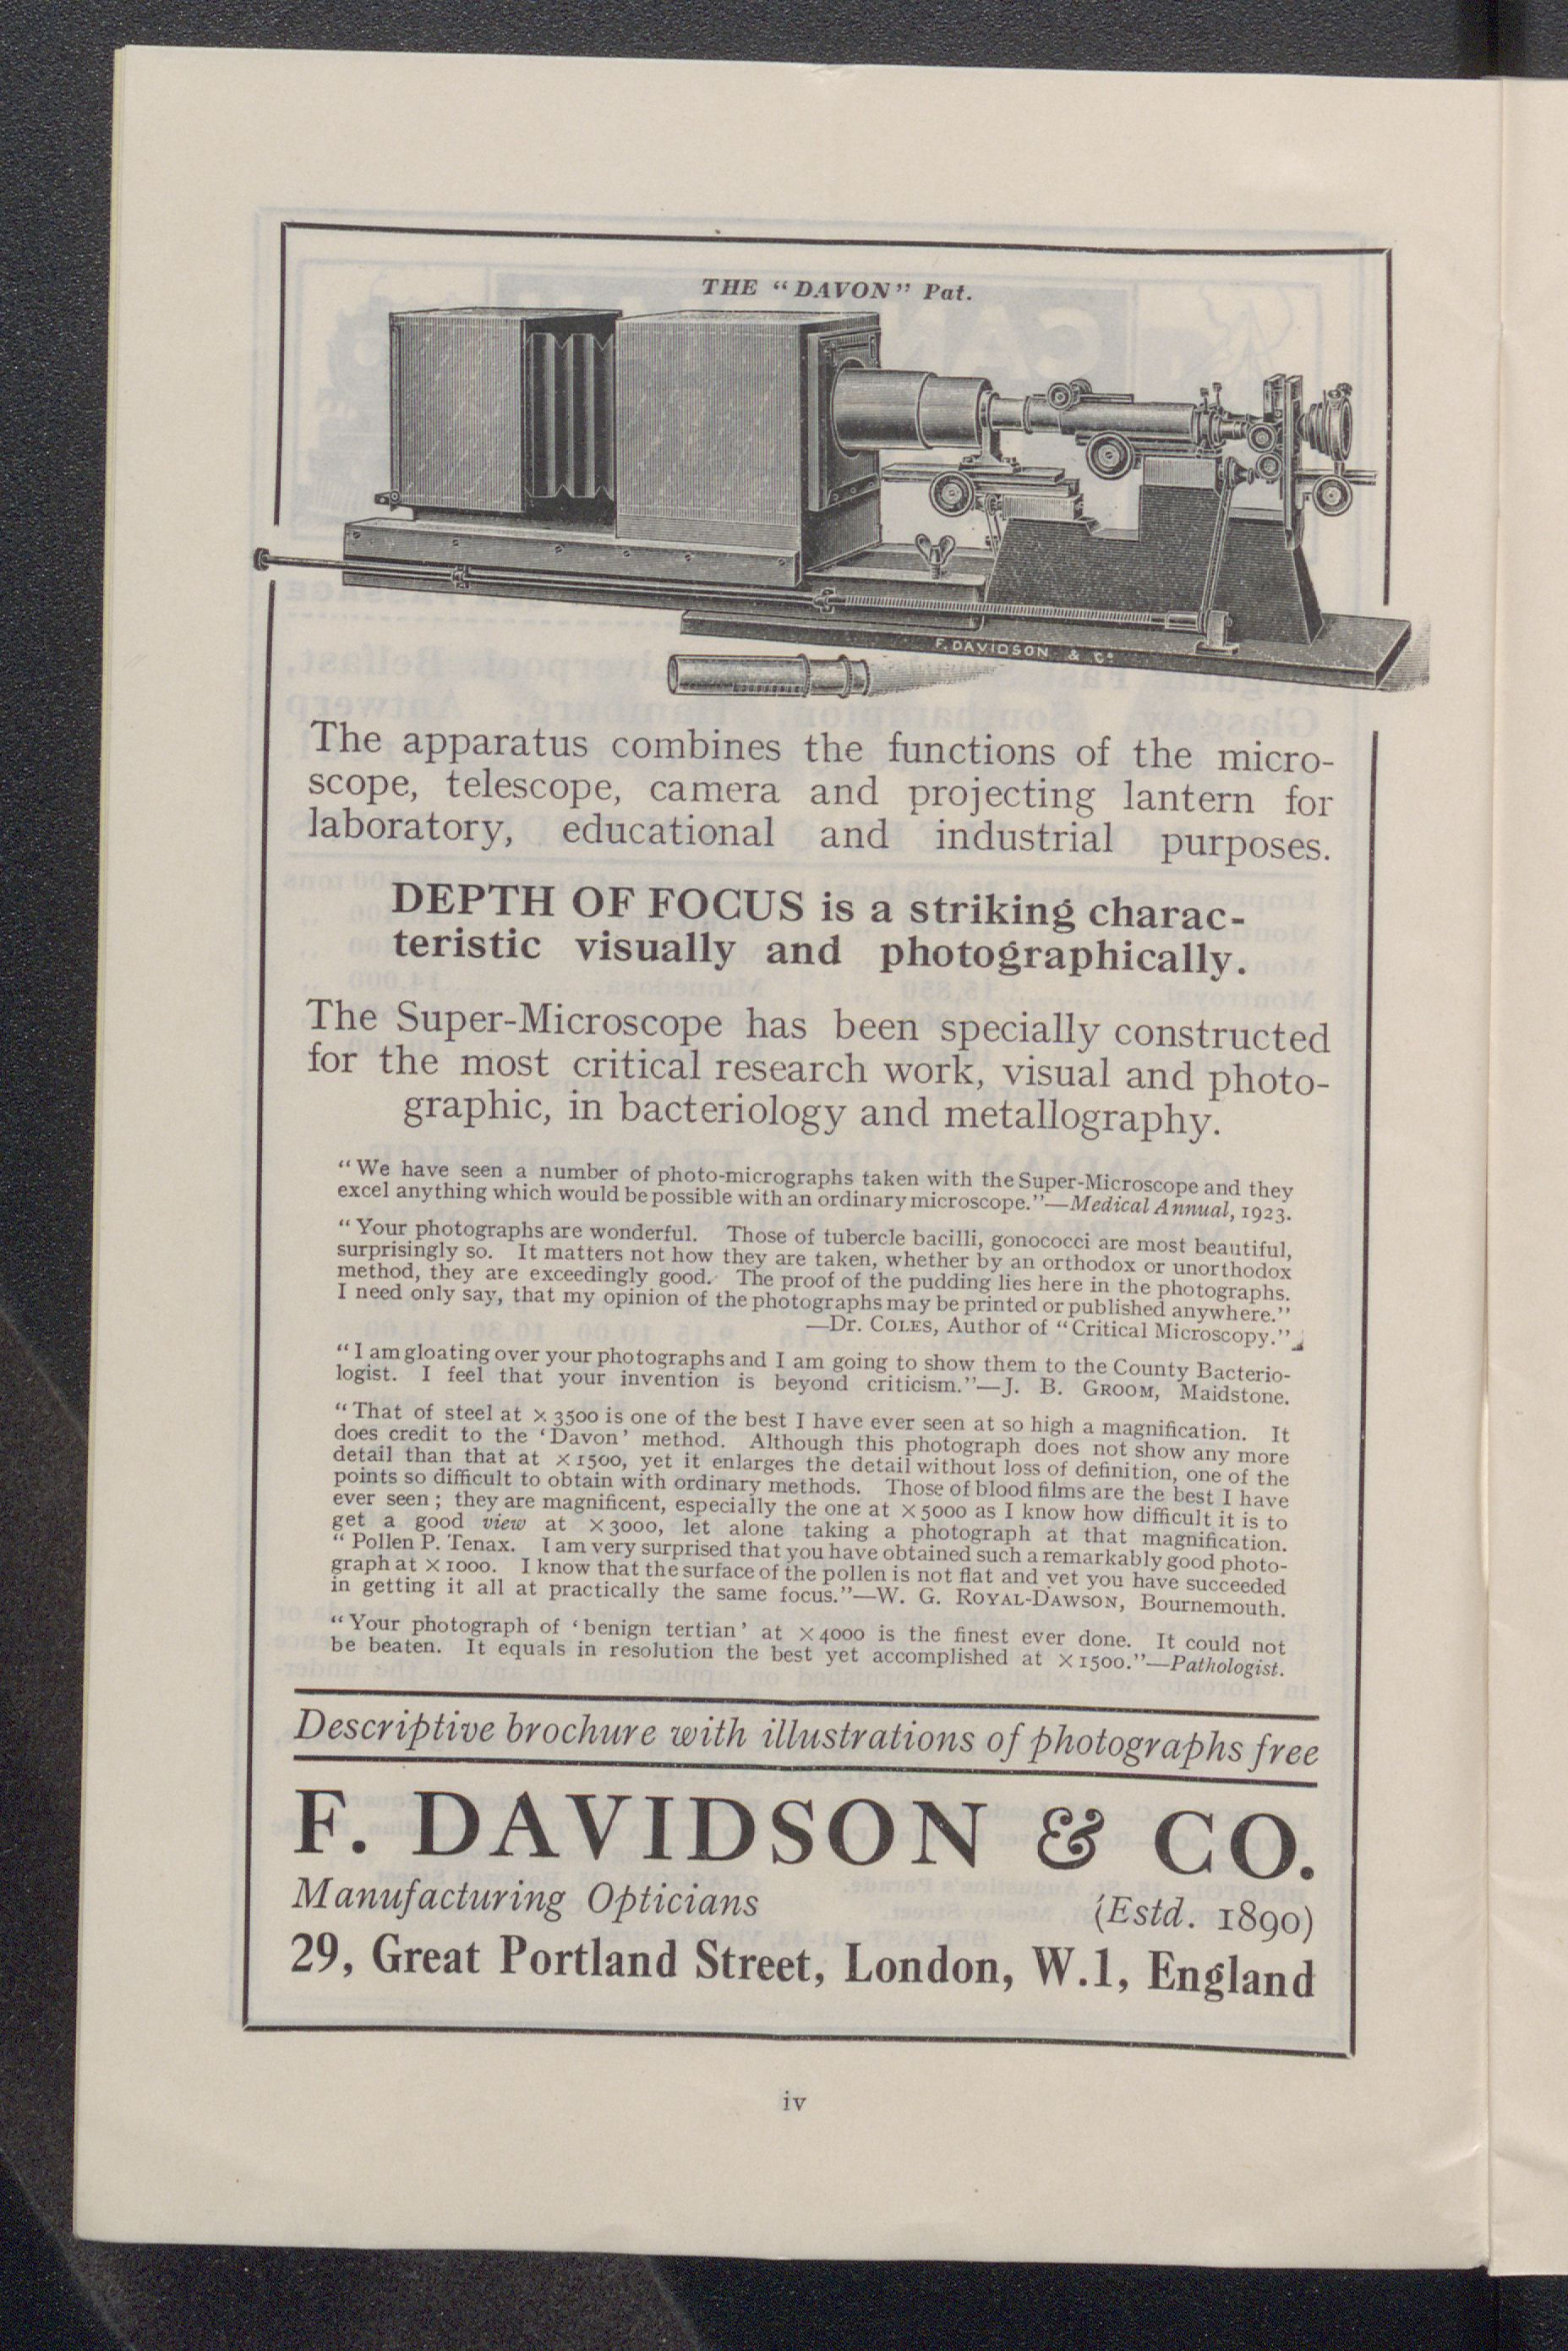 THE "DAVON" Pat.
F. DAVIDSON & Co
The apparatus combines the functions of the micro-
scope, telescope, camera and projecting lantern for
laboratory, educational and industrial purposes.
DEPTH OF FOCUS is a striking charac-
teristic visually and photographically.
The Super-Microscope has been specially constructed
for the most critical research work, visual and photo-
graphic, in bacteriology and metallography.
"We have seen a number of photo-micrographs taken with the Super-Microscope and they
excel anything which would be possible with an ordinary microscope."—Medical Annual, 1923.
"Your photographs are wonderful. Those of tubercle bacilli, gonococci are most beautiful,
surprisingly so. It matters not how they are taken, whether by an orthodox or unorthodox
method, they are exceedingly good. The proof of the pudding lies here in the photographs.
I need only say, that my opinion of the photographs may be printed or published anywhere."
—Dr. COLES, Author of "Critical Microscopy."
"I am gloating over your photographs and I am going to show them to the County Bacterio-
logist. I feel that your invention is beyond criticism."—J. B. GROOM, Maidstone.
"That of steel at ×3500 is one of the best I have ever seen at so high a magnification. It
does credit to the 'Davon' method. Although this photograph does not show any more
detail than that at ×1500, yet it enlarges the detail without loss of definition, one of the
points so difficult to obtain with ordinary methods. Those of blood films are the best I have
ever seen; they are magnificent, especially the one at ×5000 as I know how difficult it is to
get a good view at ×3000, let alone taking a photograph at that magnification.
"Pollen P. Tenax. I am very surprised that you have obtained such a remarkably good photo-
graph at ×1000. I know that the surface of the pollen is not flat and yet you have succeeded
in getting it all at practically the same focus."—W. G. ROYAL-DAWSON, Bournemouth.
"Your photograph of 'benign tertian' at ×4000 is the finest ever done. It could not
be beaten. It equals in resolution the best yet accomplished at ×1500."—Pathologist.
Descriptive brochure with illustrations of photographs free
F. DAVIDSON & CO.
Manufacturing Opticians (Estd. 1890)
29, Great Portland Street, London, W.1, England
iv